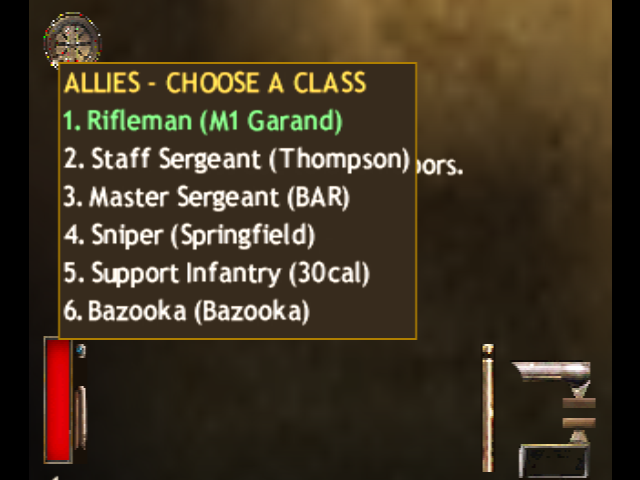 ALLIES - CHOOSE A CLASS
1. Rifleman (M1 Garand)
2. Staff Sergeant (Thompson)
3. Master Sergeant (BAR)
4. Sniper (Springfield)
5. Support Infantry (30cal)
6. Bazooka (Bazooka)